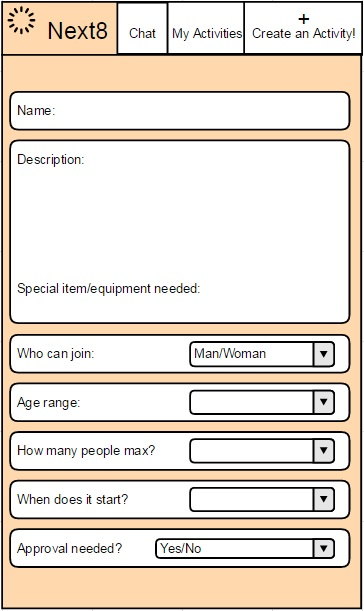 Next8
Chat
My Activities
+
Create an Activity!
Name:
Description:
Special item/equipment needed:
Who can join: Man/Woman
Age range:
How many people max?
When does it start?
Approval needed? Yes/No